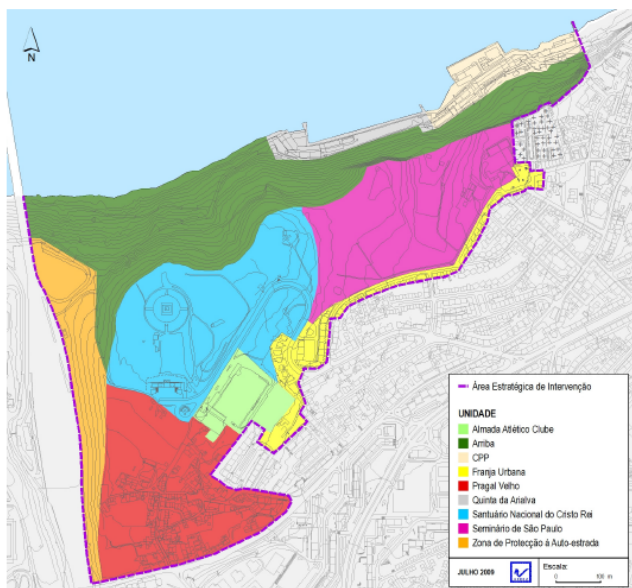 N
Área Estratégica de Intervenção
UNIDADE
Almada Atlético Clube
Arriba
CPP
Franja Urbana
Pragal Velho
Quinta da Arialva
Santuário Nacional do Cristo Rei
Seminário de São Paulo
Zona de Protecção à Auto-estrada
JULHO 2009
Escala:
0 100 m